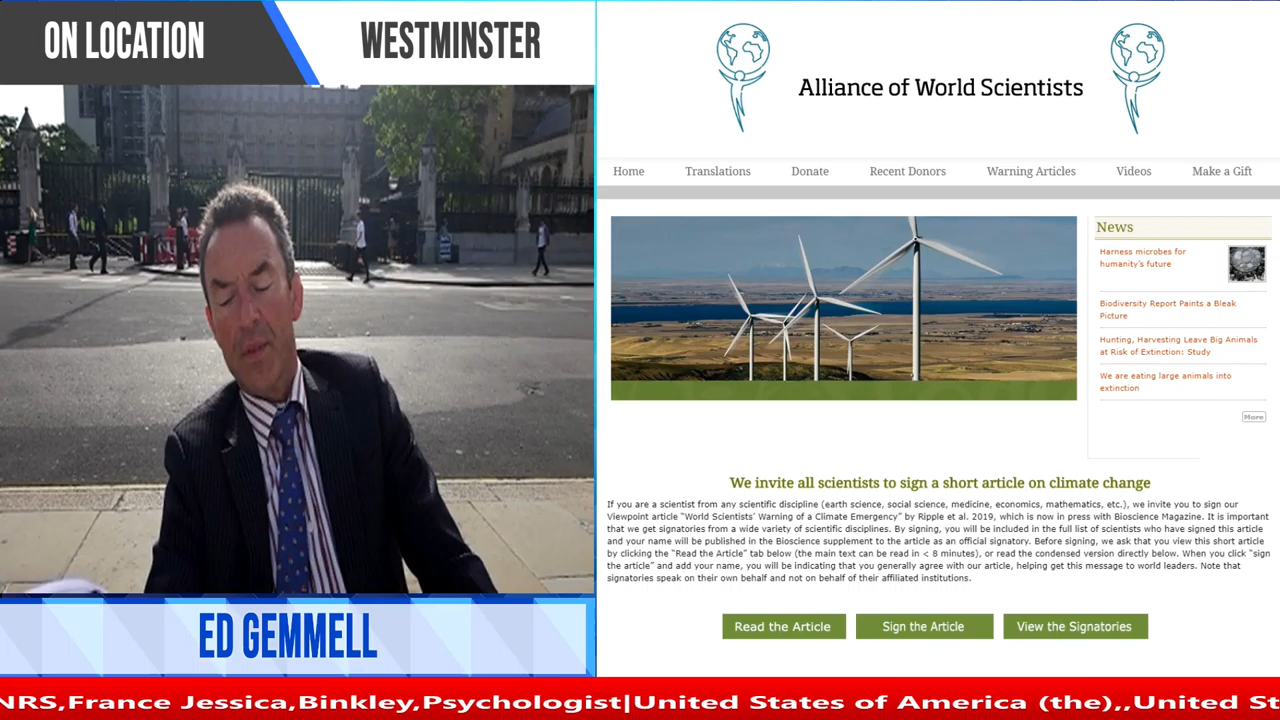 ON LOCATION
WESTMINSTER
Alliance of World Scientists
Home Translations Donate Recent Donors Warning Articles Videos Make a Gift
News
Harness microbes for
humanity's future
Biodiversity Report Paints a Bleak
Picture
Hunting, Harvesting Leave Big Animals
at Risk of Extinction: Study
We are eating large animals into
extinction
More
We invite all scientists to sign a short article on climate change
If you are a scientist from any scientific discipline (earth science, social science, medicine, economics, mathematics, etc.), we invite you to sign our
Viewpoint article "World Scientists' Warning of a Climate Emergency" by Ripple et al. 2019, which is now in press with Bioscience Magazine. It is important
that we get signatories from a wide variety of scientific disciplines. By signing, you will be included in the full list of scientists who have signed this article
and your name will be published in the Bioscience supplement to the article as an official signatory. Before signing, we ask that you view this short article
by clicking the "Read the Article" tab below (the main text can be read in < 8 minutes), or read the condensed version directly below. When you click "sign
the article" and add your name, you will be indicating that you generally agree with our article, helping get this message to world leaders. Note that
signatories speak on their own behalf and not on behalf of their affiliated institutions.
Read the Article Sign the Article View the Signatories
ED GEMMELL
NRS,France Jessica,Binkley,Psychologist|United States of America (the),,United St